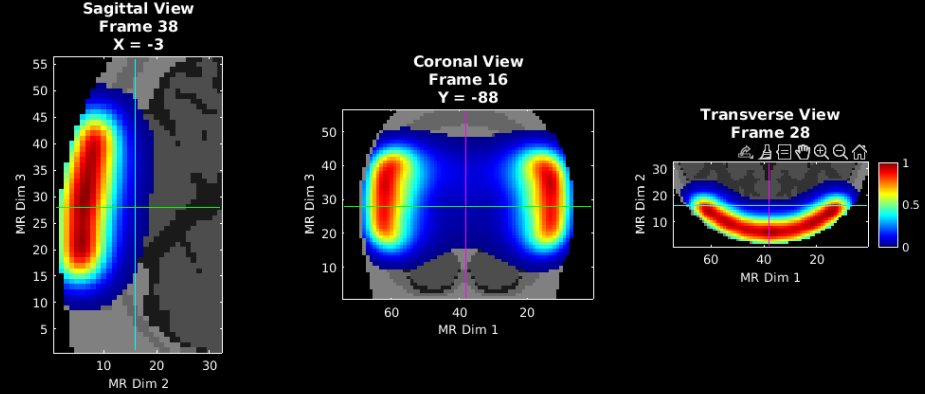 Sagittal View
Frame 38
X = -3
55
50
45
40
35
30
25
20
15
10
5
MR Dim 3
10 20 30
MR Dim 2
Coronal View
Frame 16
Y = -88
50
40
30
20
10
MR Dim 3
60 40 20
MR Dim 1
Transverse View
Frame 28
30
20
10
MR Dim 2
60 40 20
MR Dim 1
1
0.5
0